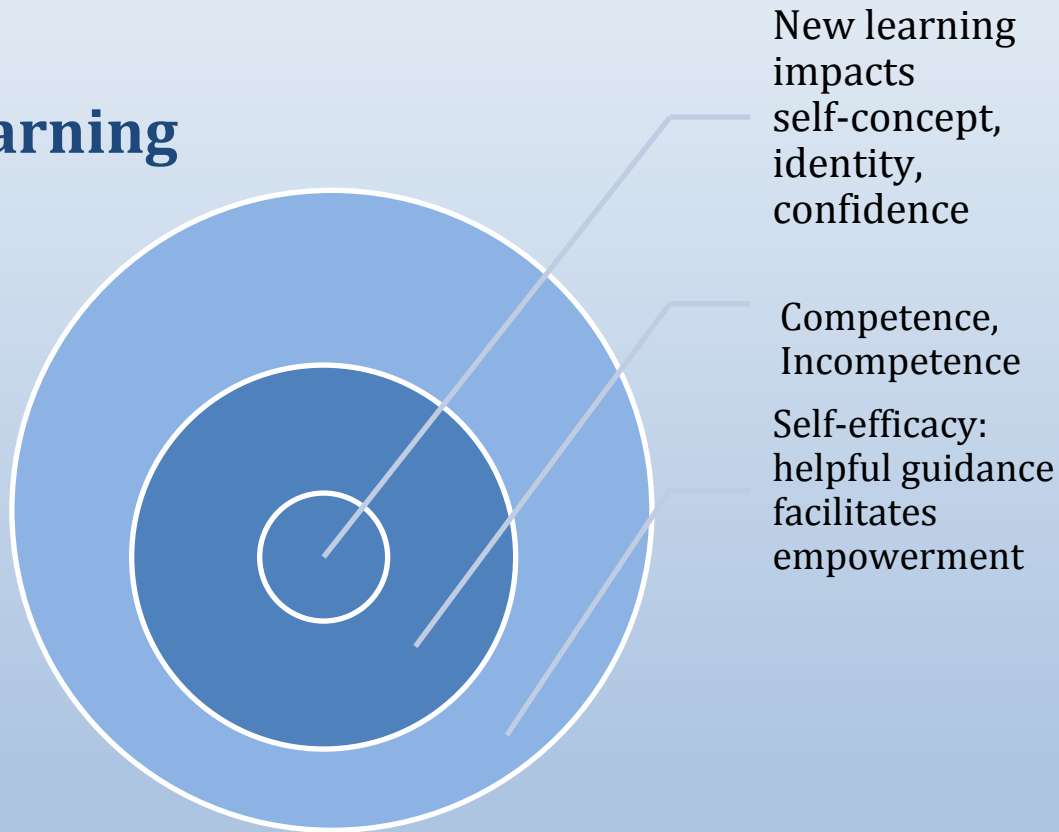 arning
New learning
impacts
self-concept,
identity,
confidence
Competence,
Incompetence
Self-efficacy:
helpful guidance
facilitates
empowerment